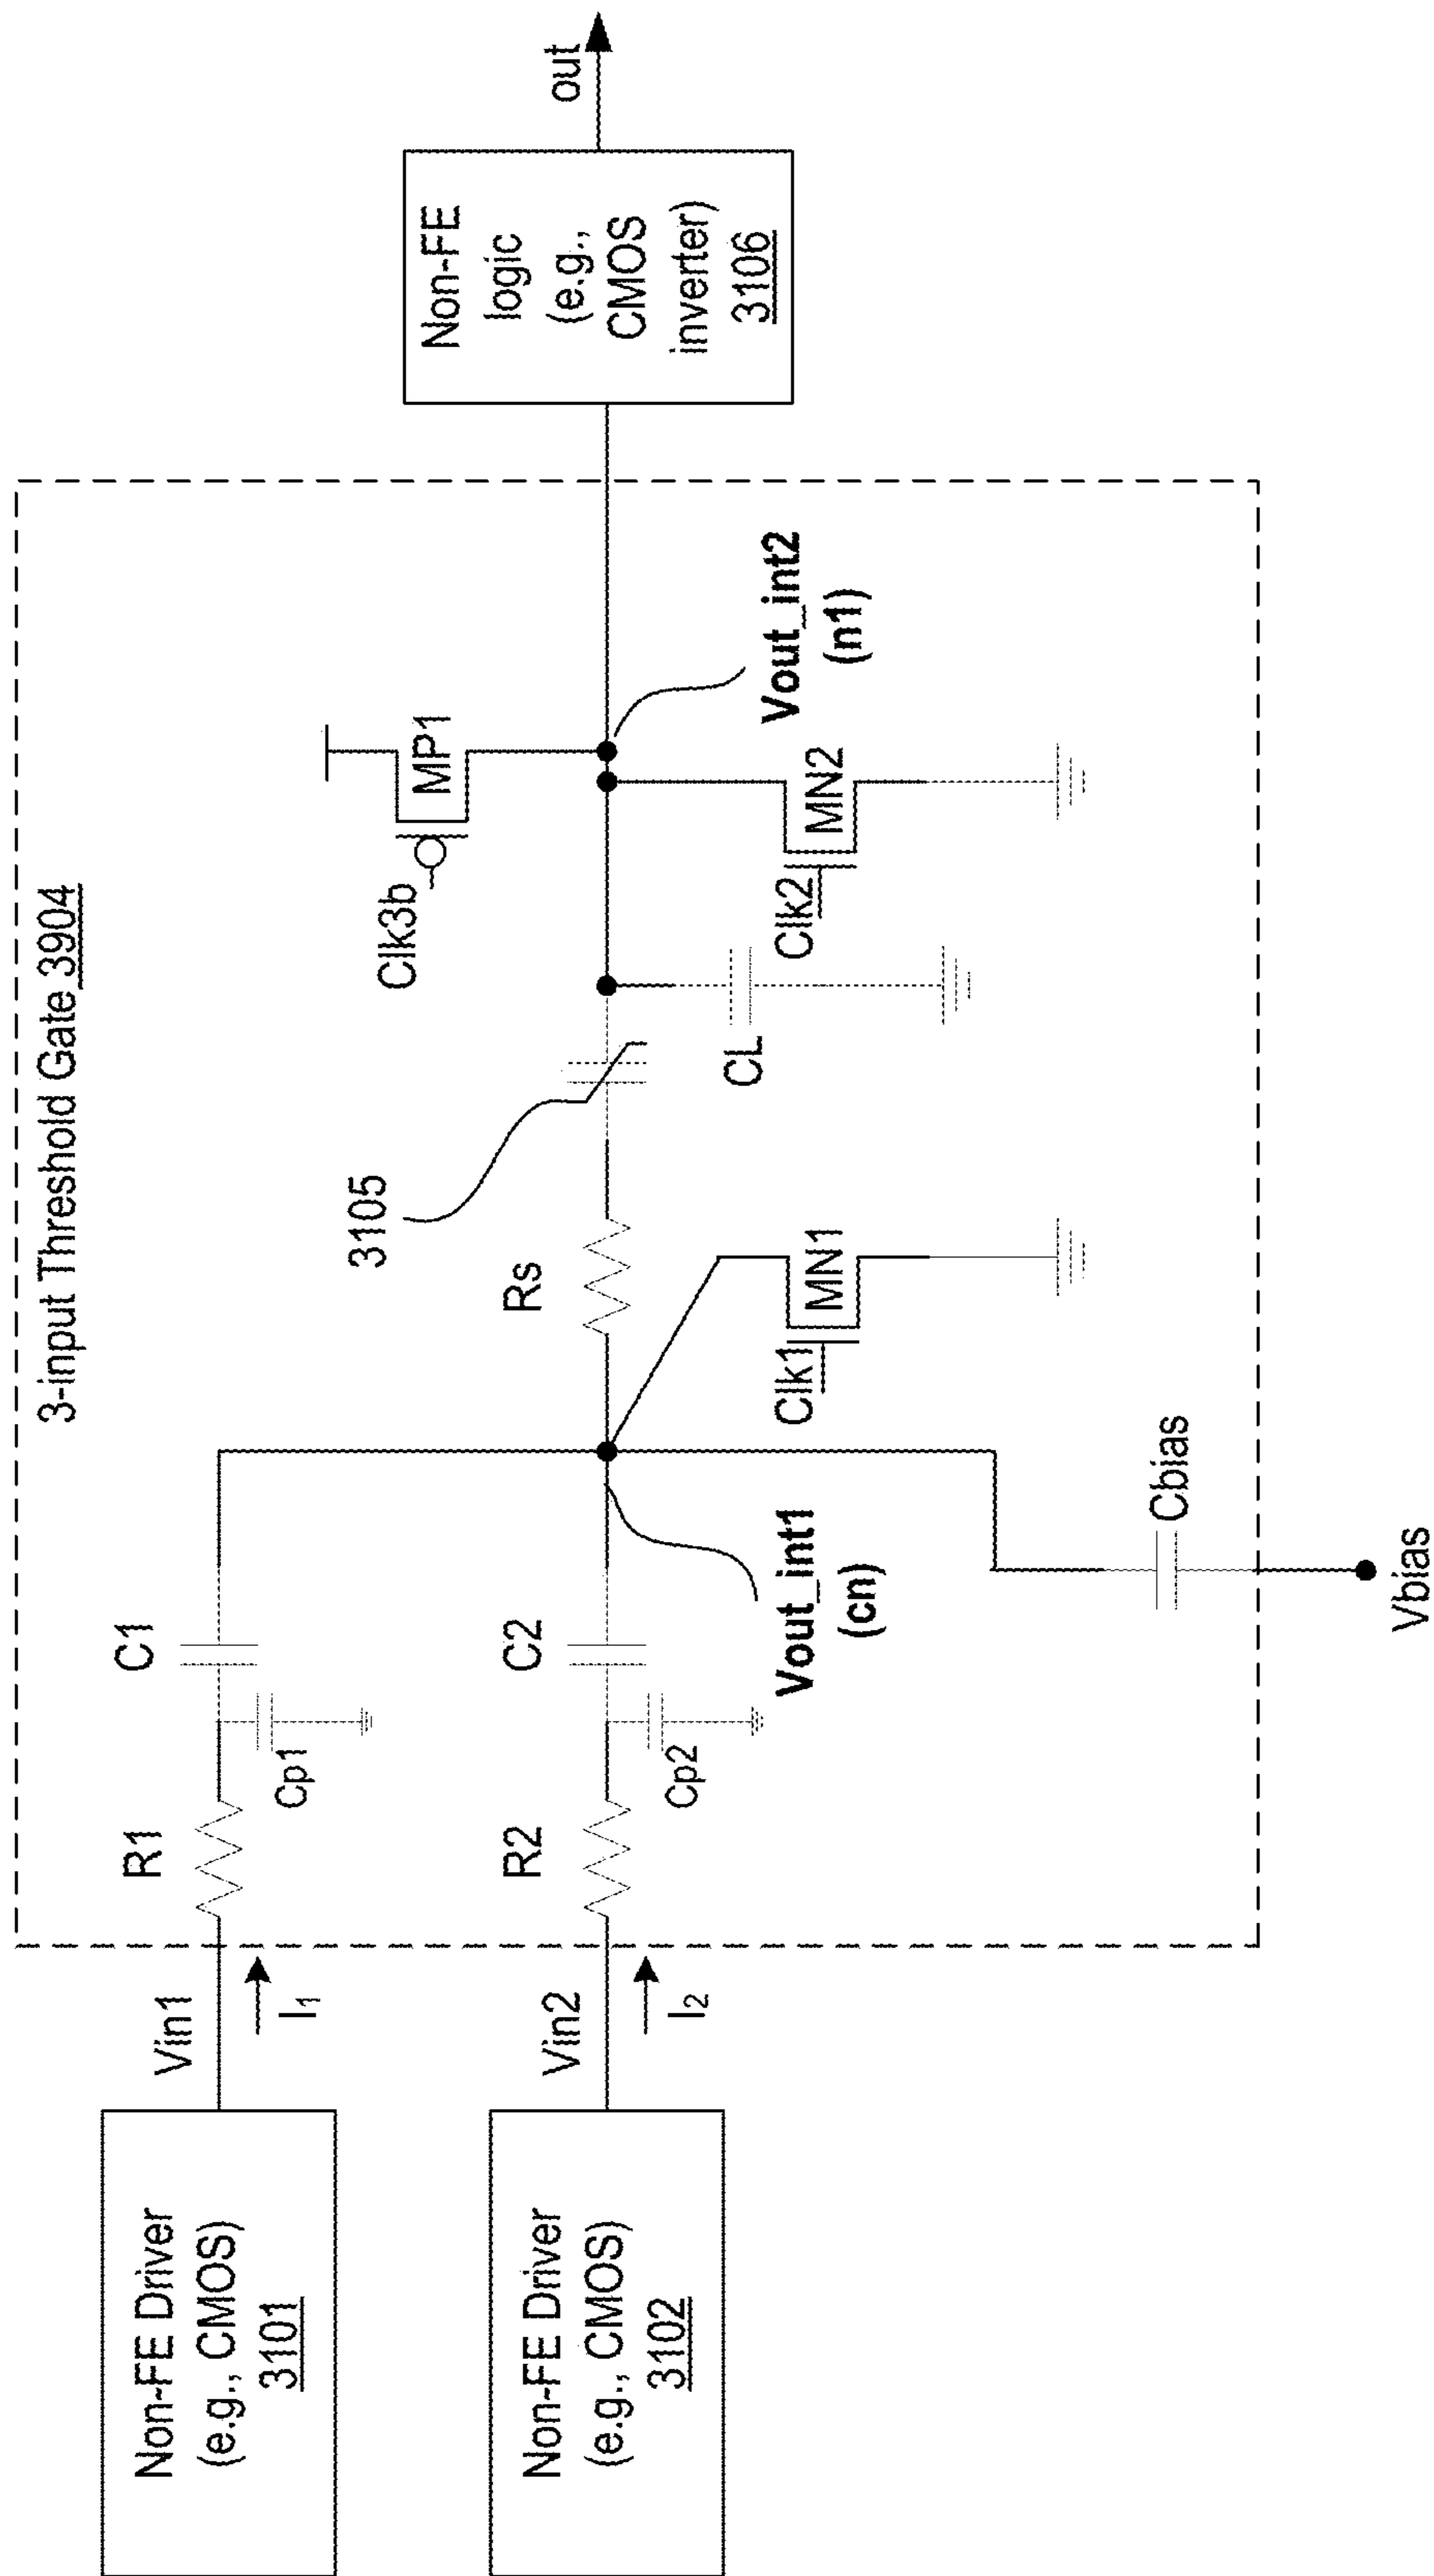 3-input Threshold Gate 3904
Non-FE Driver
(e.g., CMOS)
3101
Vin1
I1
R1
Cp1
C1
Non-FE Driver
(e.g., CMOS)
3102
Vin2
I2
R2
Cp2
C2
Vout_int1
(cn)
Cbias
Vbias
Rs
Clk1
MN1
3105
CL
Clk3b
MP1
Clk2
MN2
Vout_int2
(n1)
Non-FE
logic
(e.g.,
CMOS
inverter)
3106
out